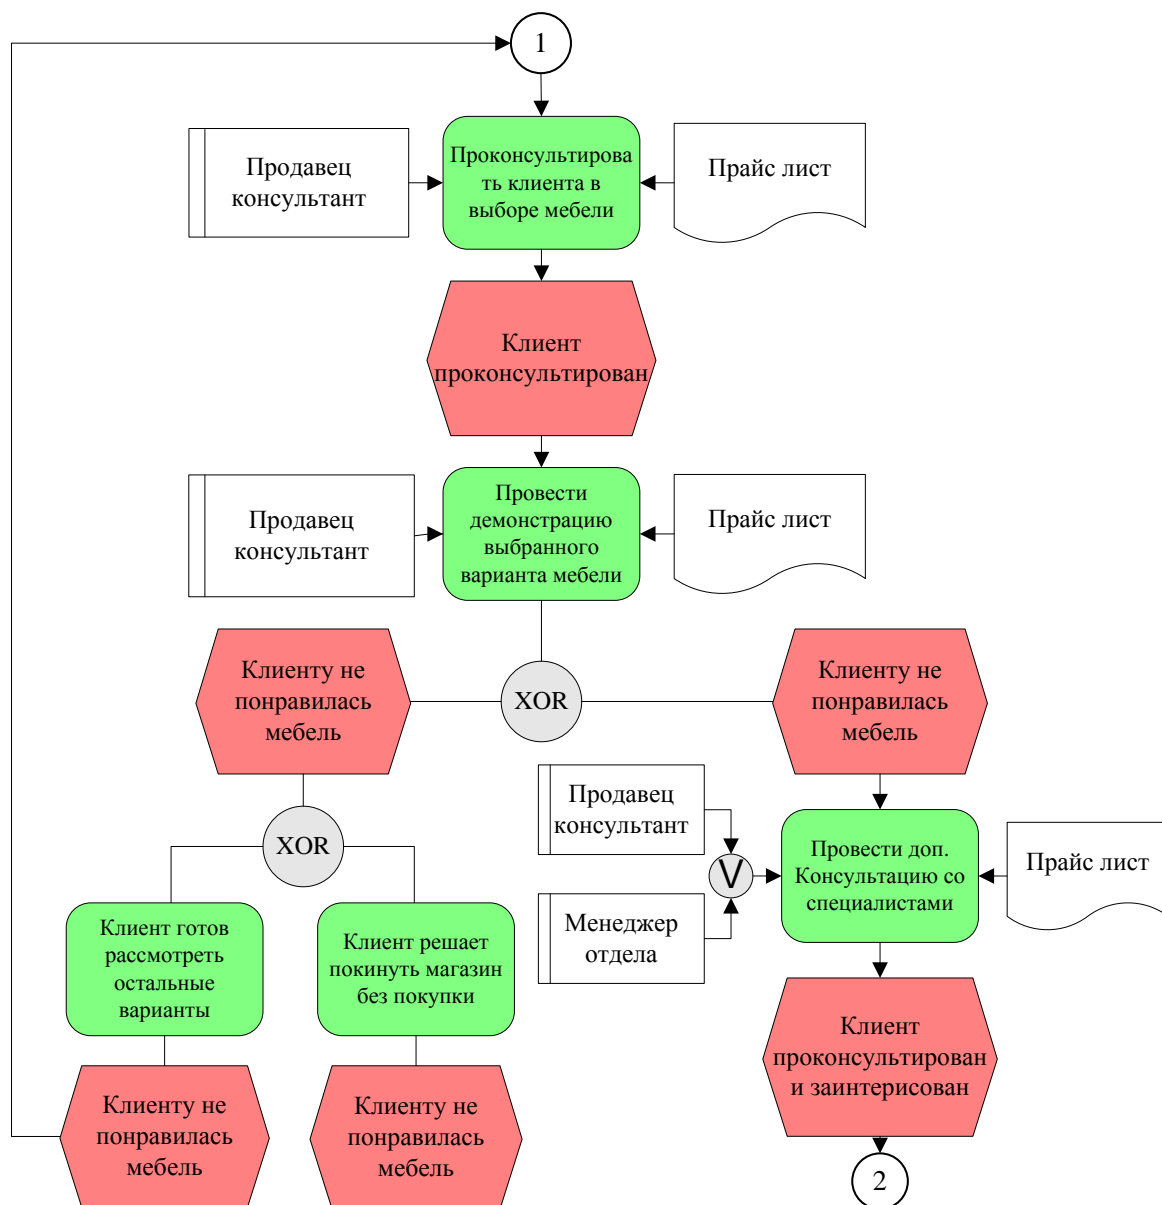 1
Продавец
консультант
Проконсультирова
ть клиента в
выборе мебели
Прайс лист
Клиент
проконсультирован
Продавец
консультант
Провести
демонстрацию
выбранного
варианта мебели
Прайс лист
Клиенту не
понравилась
мебель
XOR
Клиенту не
понравилась
мебель
XOR
Продавец
консультант
V
Менеджер
отдела
Провести доп.
Консультацию со
специалистами
Прайс лист
Клиент готов
рассмотреть
остальные
варианты
Клиент решает
покинуть магазин
без покупки
Клиент
проконсультирован
и заинтерисован
Клиенту не
понравилась
мебель
Клиенту не
понравилась
мебель
2